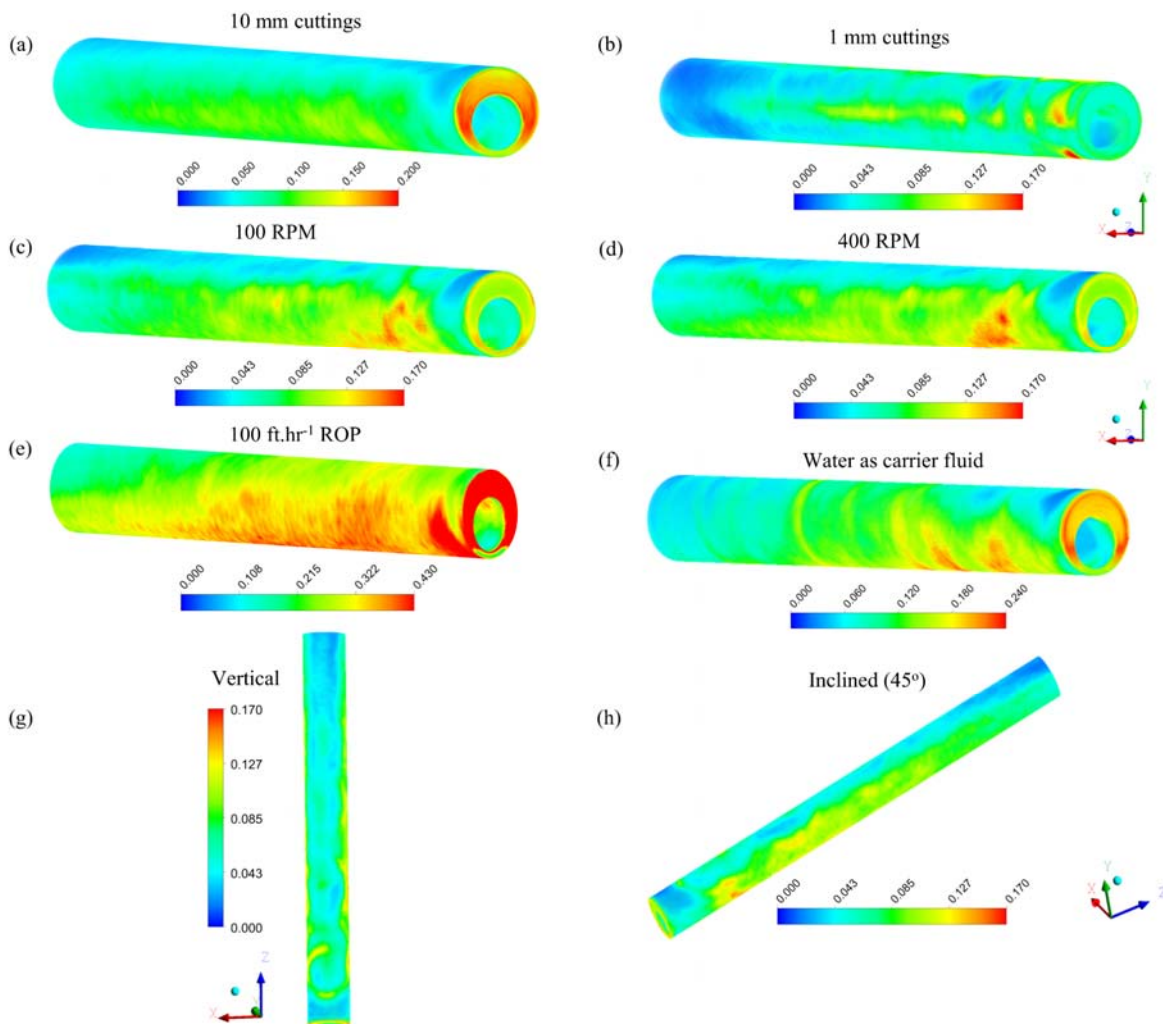 (a)
10 mm cuttings
0.000 0.050 0.100 0.150 0.200
(b)
1 mm cuttings
0.000 0.043 0.085 0.127 0.170
Y
X Z
(c)
100 RPM
0.000 0.043 0.085 0.127 0.170
(d)
400 RPM
0.000 0.043 0.085 0.127 0.170
Y
X Z
(e)
100 ft.hr⁻¹ ROP
0.000 0.108 0.215 0.322 0.430
(f)
Water as carrier fluid
0.000 0.060 0.120 0.180 0.240
(g)
Vertical
0.170
0.127
0.085
0.043
0.000
Z
X Y
(h)
Inclined (45º)
0.000 0.043 0.085 0.127 0.170
Y
X Z